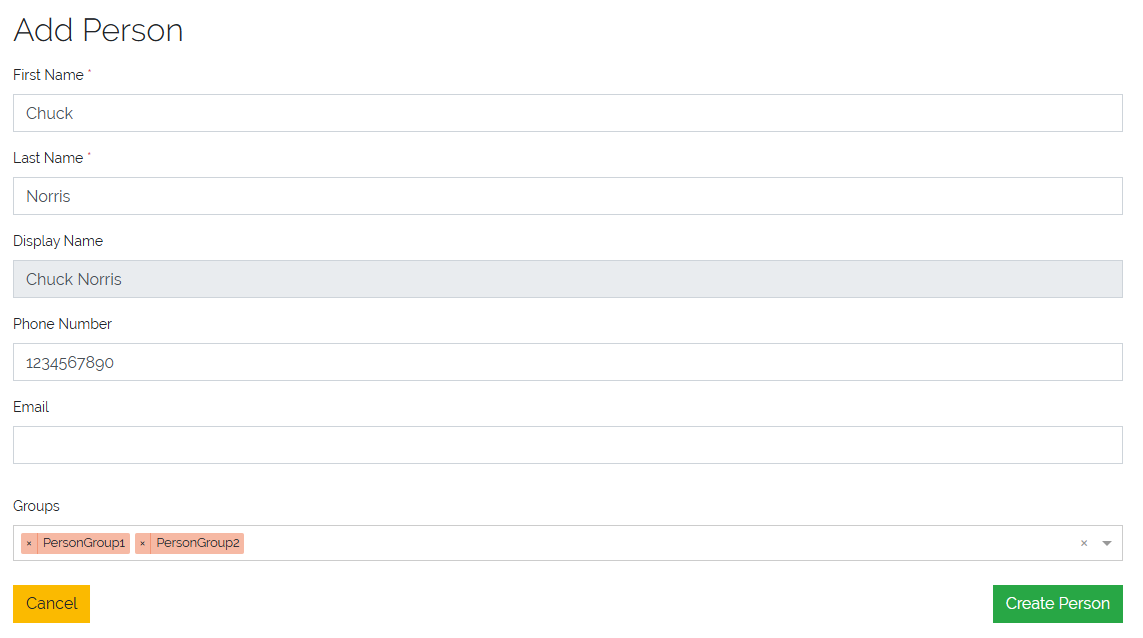 Add Person
First Name *
Chuck
Last Name *
Norris
Display Name
Chuck Norris
Phone Number
1234567890
Email
Groups
× PersonGroup1 × PersonGroup2 ×
Cancel Create Person